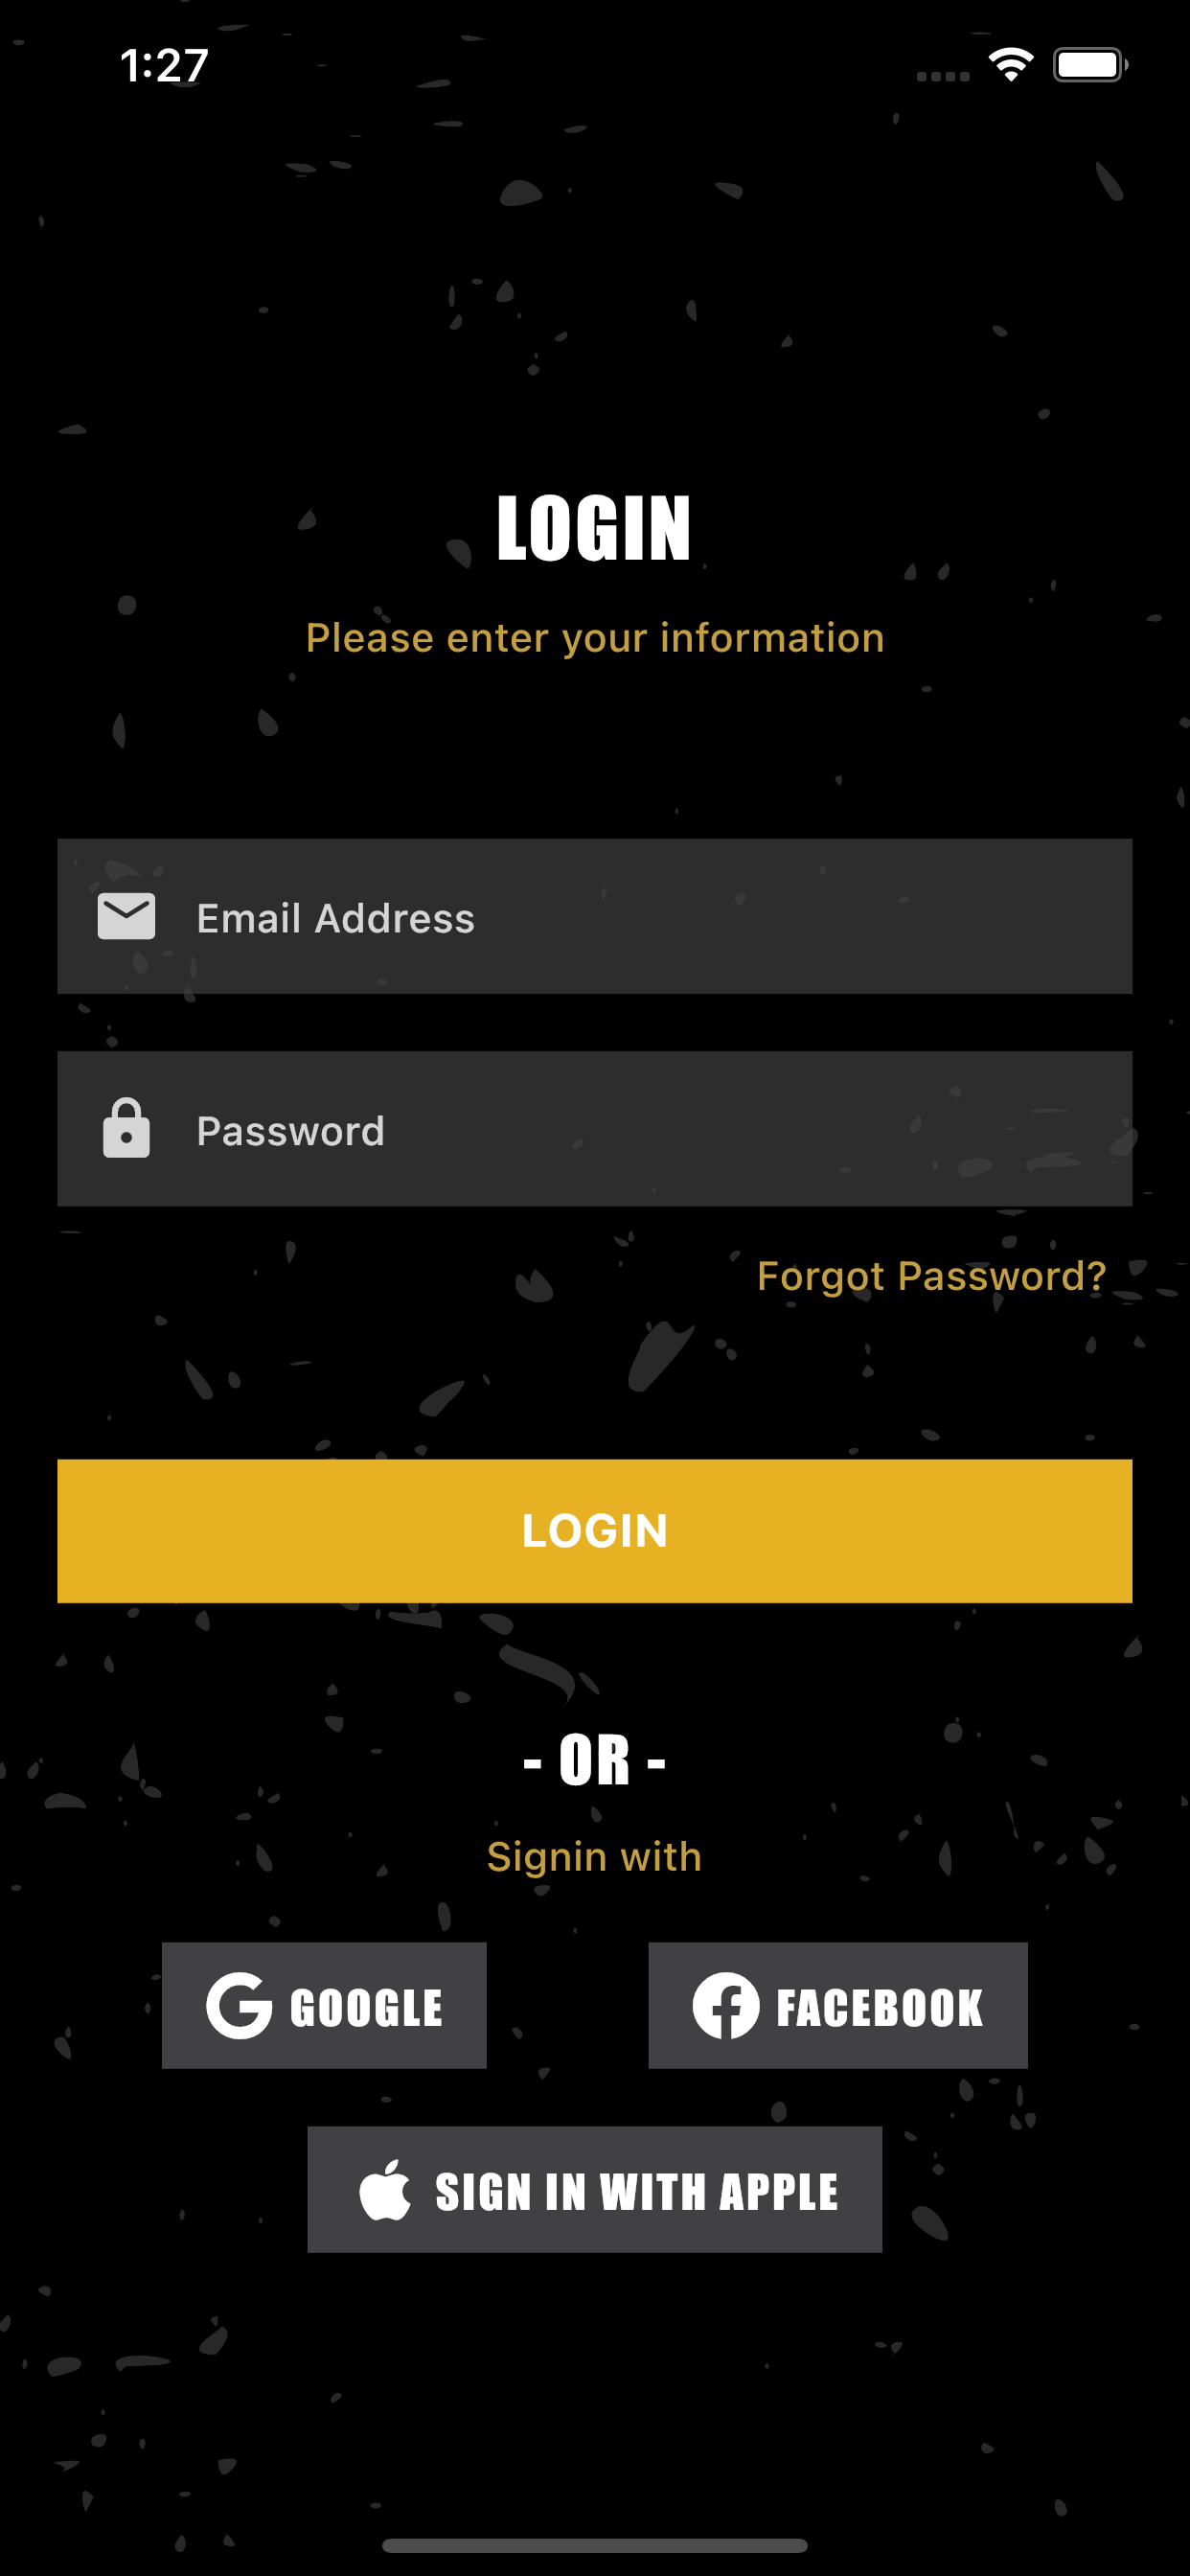 1:27
LOGIN
Please enter your information
Email Address
Password
Forgot Password?
LOGIN
- OR -
Signin with
GOOGLE
FACEBOOK
SIGN IN WITH APPLE